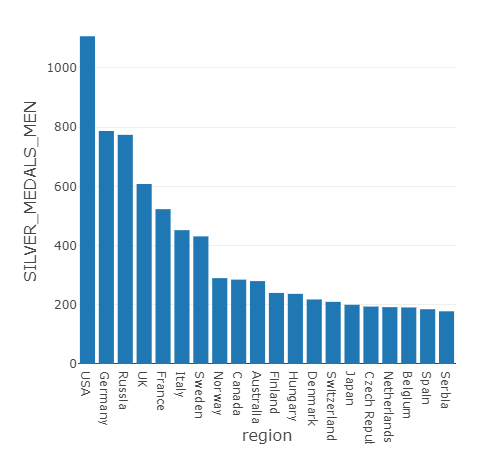 SILVER_MEDALS_MEN
1000
800
600
400
200
0
USA
Germany
Russia
UK
France
Italy
Sweden
Norway
Canada
Australia
Finland
Hungary
Denmark
Switzerland
Japan
Czech Repul
Netherlands
Belgium
Spain
Serbia
region